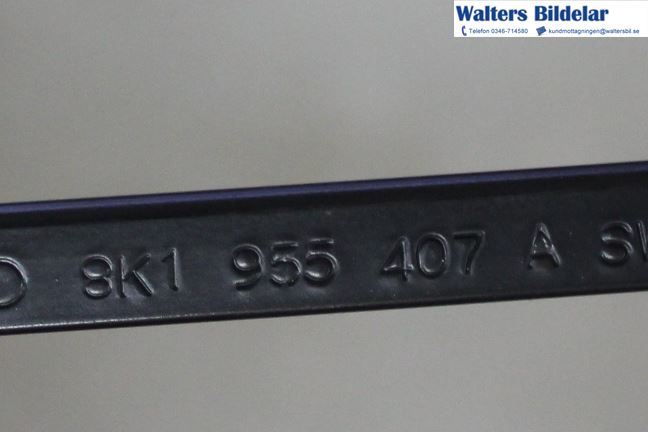 Walters Bildelar
Telefon 0346-714580 kundmottagningen@waltersbil.se
8K1 955 407 A